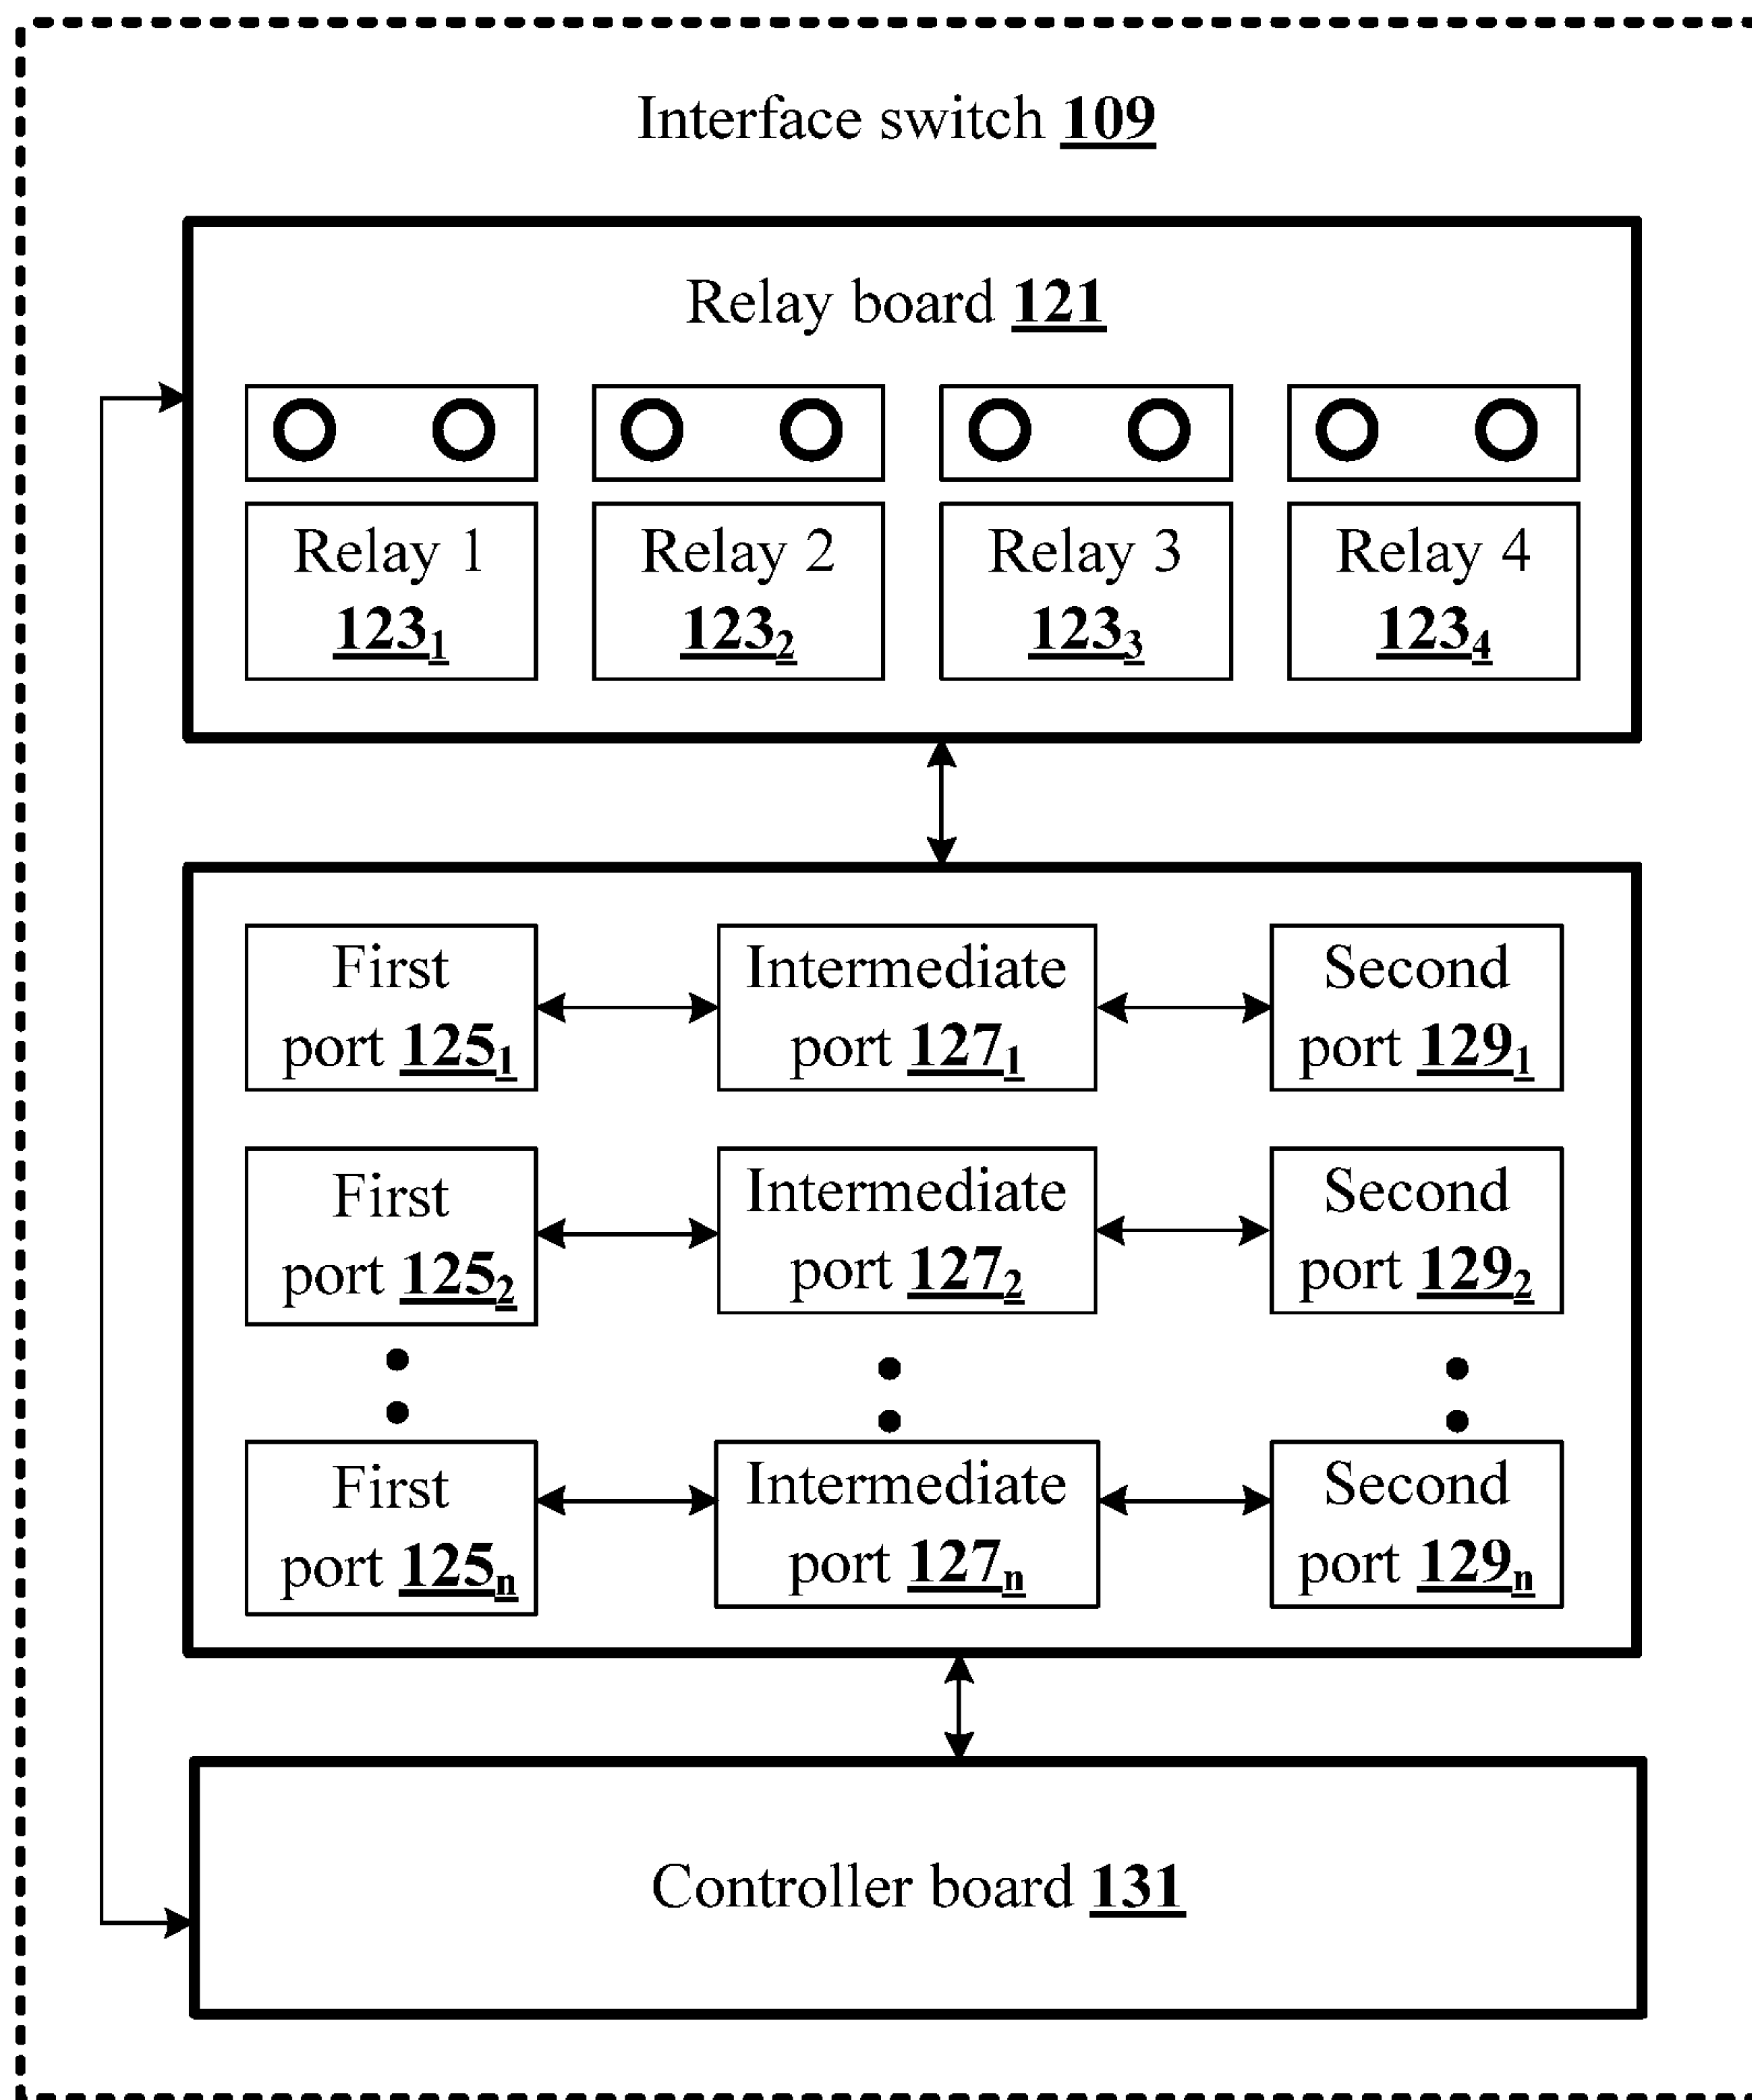 Interface switch 109
Relay board 121
Relay 1
123₁
Relay 2
123₂
Relay 3
123₃
Relay 4
123₄
First
port 125₁
Intermediate
port 127₁
Second
port 129₁
First
port 125₂
Intermediate
port 127₂
Second
port 129₂
First
port 125ₙ
Intermediate
port 127ₙ
Second
port 129ₙ
Controller board 131